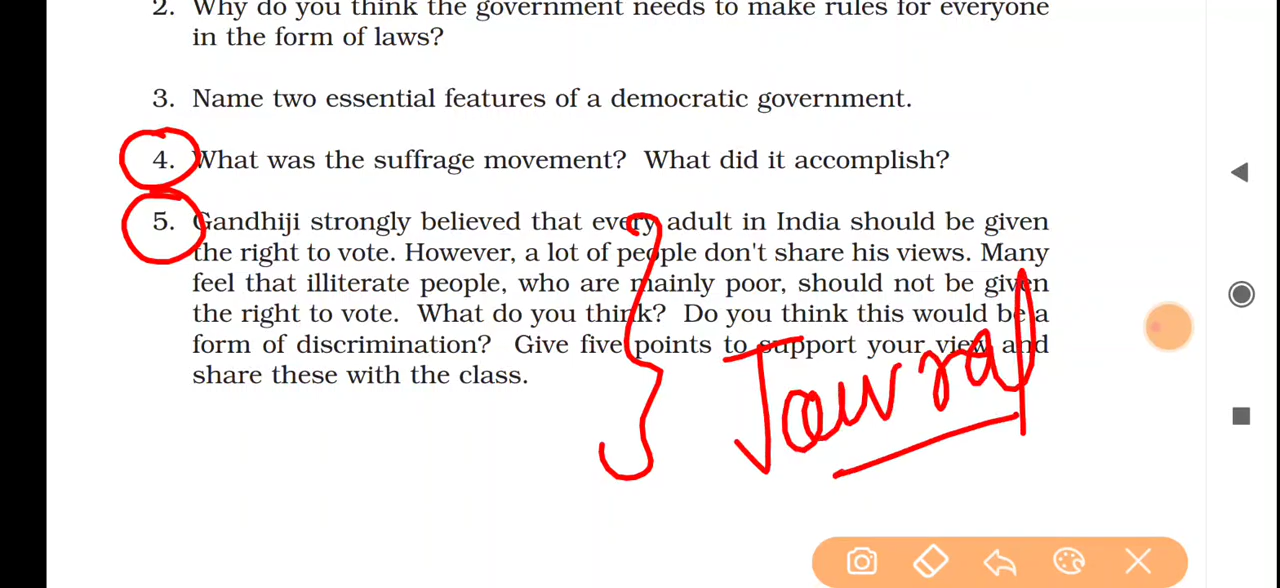 2. Why do you think the government needs to make rules for everyone
in the form of laws?
3. Name two essential features of a democratic government.
4. What was the suffrage movement? What did it accomplish?
5. Gandhiji strongly believed that every adult in India should be given
the right to vote. However, a lot of people don't share his views. Many
feel that illiterate people, who are mainly poor, should not be given
the right to vote. What do you think? Do you think this would be a
form of discrimination? Give five points to support your view and
share these with the class.
Journal